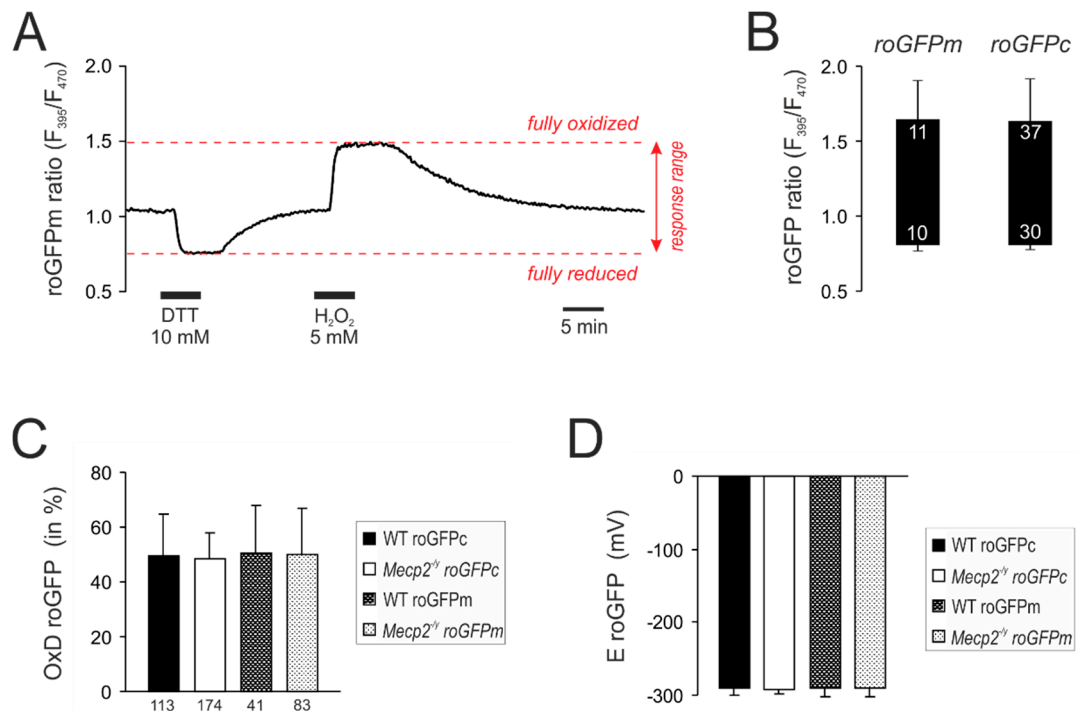 A
roGFPm ratio (F395/F470)
2.0
1.5
1.0
0.5
fully oxidized
response range
fully reduced
DTT
10 mM
H2O2
5 mM
5 min
B
roGFPm roGFPc
roGFP ratio (F395/F470)
2.0
1.5
1.0
0.5
11 37
10 30
C
OxD roGFP (in %)
80
60
40
20
0
113 174 41 83
WT roGFPc
Mecp2-/y roGFPc
WT roGFPm
Mecp2-/y roGFPm
D
E roGFP (mV)
0
-100
-200
-300
WT roGFPc
Mecp2-/y roGFPc
WT roGFPm
Mecp2-/y roGFPm